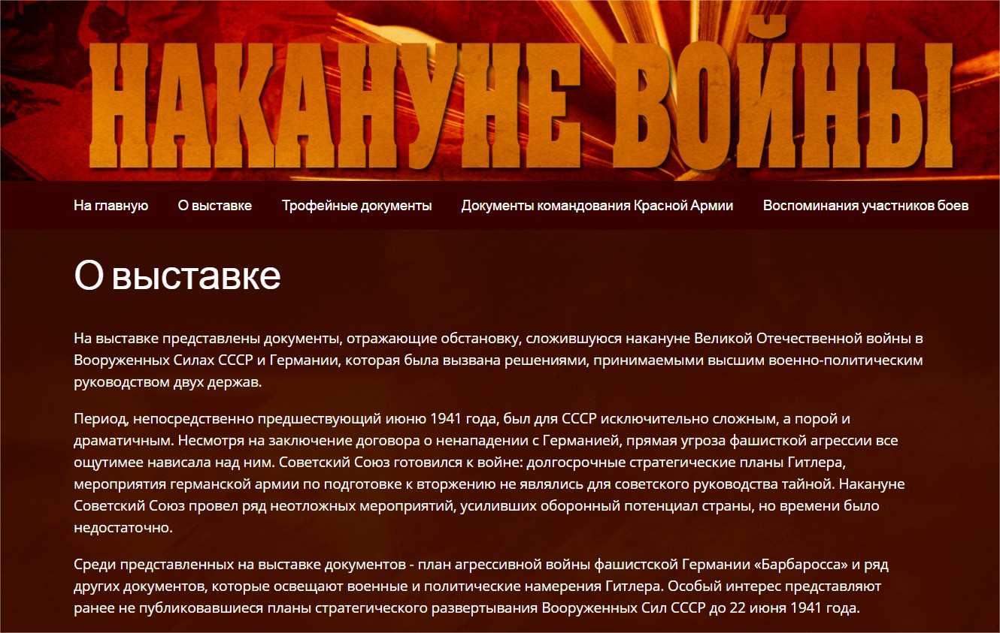 НАКАНУНЕ ВОЙНЫ
На главную О выставке Трофейные документы Документы командования Красной Армии Воспоминания участников боев
О выставке
На выставке представлены документы, отражающие обстановку, сложившуюся накануне Великой Отечественной войны в
Вооруженных Силах СССР и Германии, которая была вызвана решениями, принимаемыми высшим военно-политическим
руководством двух держав.
Период, непосредственно предшествующий июню 1941 года, был для СССР исключительно сложным, а порой и
драматичным. Несмотря на заключение договора о ненападении с Германией, прямая угроза фашисткой агрессии все
ощутимее нависала над ним. Советский Союз готовился к войне: долгосрочные стратегические планы Гитлера,
мероприятия германской армии по подготовке к вторжению не являлись для советского руководства тайной. Накануне
Советский Союз провел ряд неотложных мероприятий, усиливших оборонный потенциал страны, но времени было
недостаточно.
Среди представленных на выставке документов - план агрессивной войны фашистской Германии «Барбаросса» и ряд
других документов, которые освещают военные и политические намерения Гитлера. Особый интерес представляют
ранее не публиковавшиеся планы стратегического развертывания Вооруженных Сил СССР до 22 июня 1941 года.